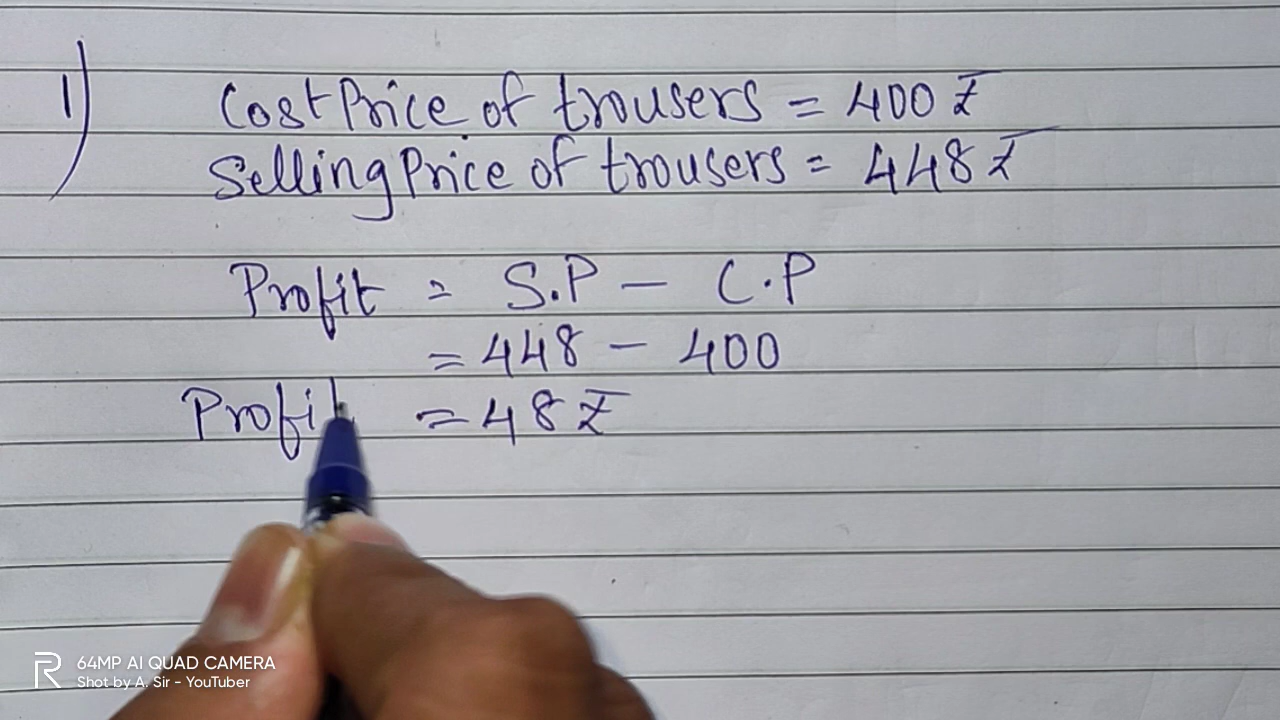 1) Cost Price of trousers = 400 ₹
Selling Price of trousers = 448 ₹
Profit = S.P - C.P
= 448 - 400
Profit = 48 ₹
64MP AI QUAD CAMERA
Shot by A. Sir - YouTuber